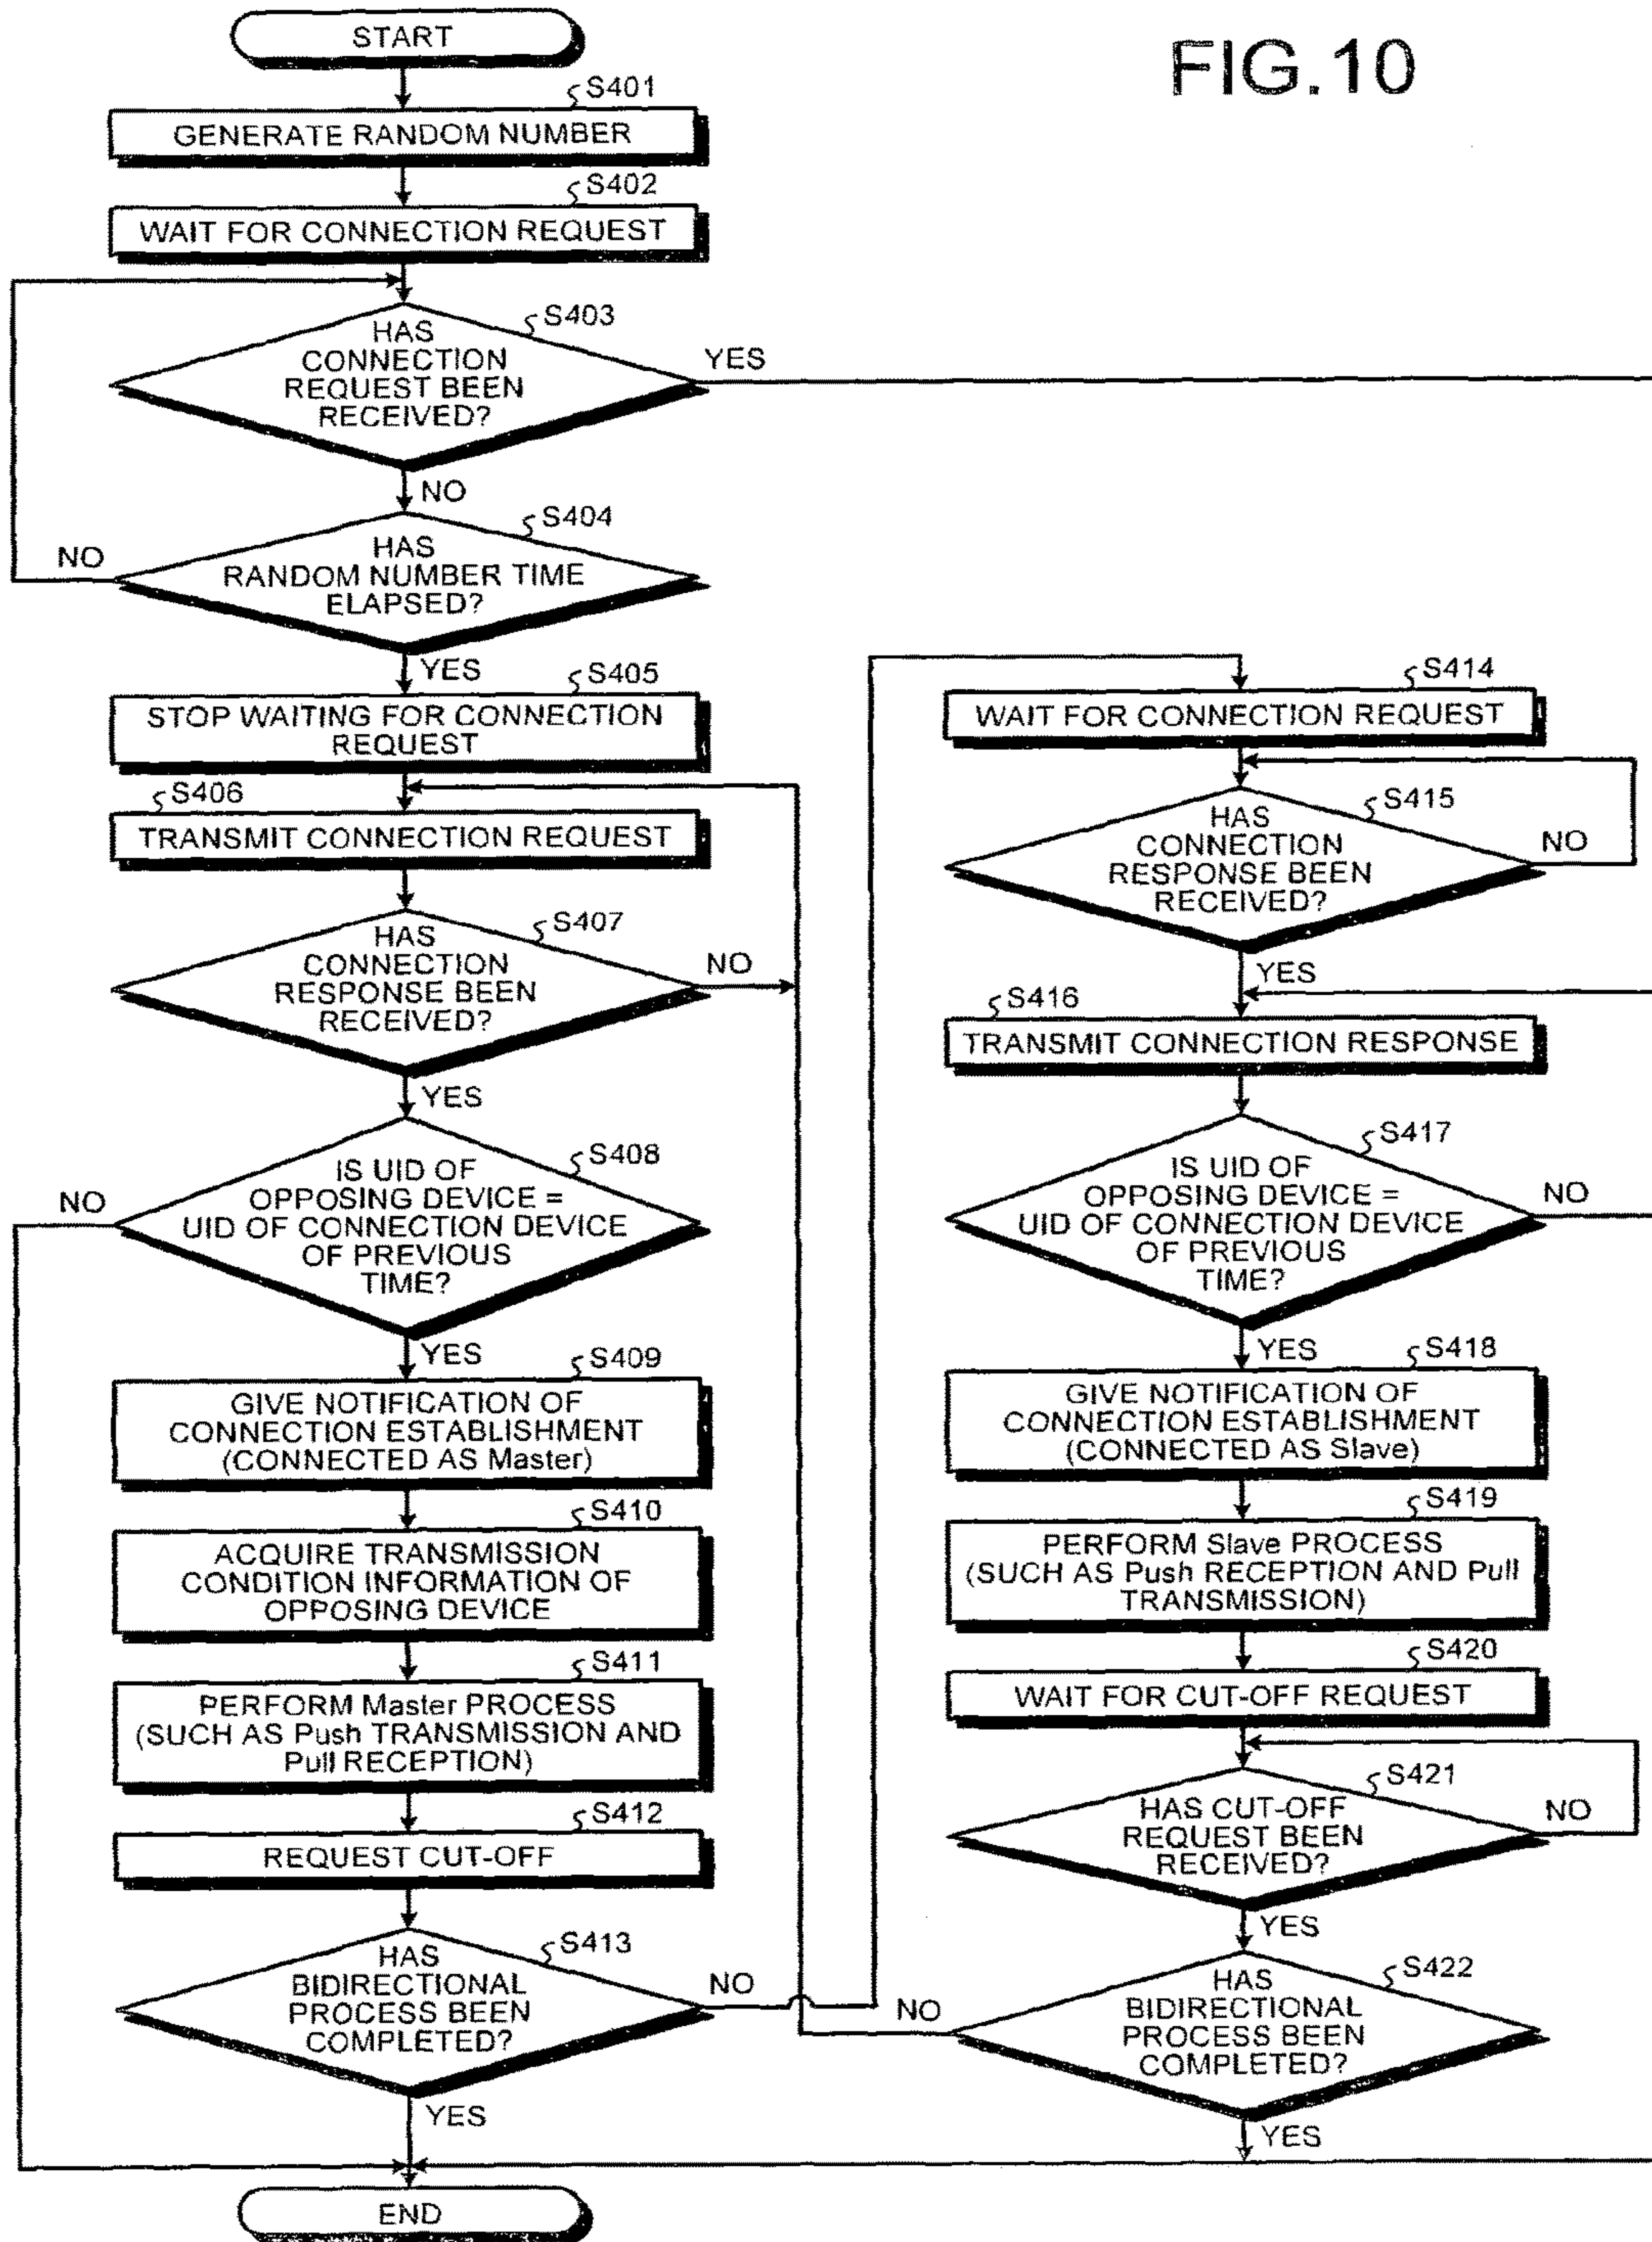 FIG.10
START
S401
GENERATE RANDOM NUMBER
S402
WAIT FOR CONNECTION REQUEST
S403
HAS
CONNECTION
REQUEST BEEN
RECEIVED?
YES
NO
S404
HAS
RANDOM NUMBER TIME
ELAPSED?
NO
YES
S405
STOP WAITING FOR CONNECTION
REQUEST
S406
TRANSMIT CONNECTION REQUEST
S407
HAS
CONNECTION
RESPONSE BEEN
RECEIVED?
NO
YES
S408
IS UID OF
OPPOSING DEVICE =
UID OF CONNECTION DEVICE
OF PREVIOUS
TIME?
NO
YES
S409
GIVE NOTIFICATION OF
CONNECTION ESTABLISHMENT
(CONNECTED AS Master)
S410
ACQUIRE TRANSMISSION
CONDITION INFORMATION OF
OPPOSING DEVICE
S411
PERFORM Master PROCESS
(SUCH AS Push TRANSMISSION AND
Pull RECEPTION)
S412
REQUEST CUT-OFF
S413
HAS
BIDIRECTIONAL
PROCESS BEEN
COMPLETED?
NO
YES
S414
WAIT FOR CONNECTION REQUEST
S415
HAS
CONNECTION
RESPONSE BEEN
RECEIVED?
NO
YES
S416
TRANSMIT CONNECTION RESPONSE
S417
IS UID OF
OPPOSING DEVICE =
UID OF CONNECTION DEVICE
OF PREVIOUS
TIME?
NO
YES
S418
GIVE NOTIFICATION OF
CONNECTION ESTABLISHMENT
(CONNECTED AS Slave)
S419
PERFORM Slave PROCESS
(SUCH AS Push RECEPTION AND Pull
TRANSMISSION)
S420
WAIT FOR CUT-OFF REQUEST
S421
HAS CUT-OFF
REQUEST BEEN
RECEIVED?
NO
YES
S422
HAS
BIDIRECTIONAL
PROCESS BEEN
COMPLETED?
NO
YES
END